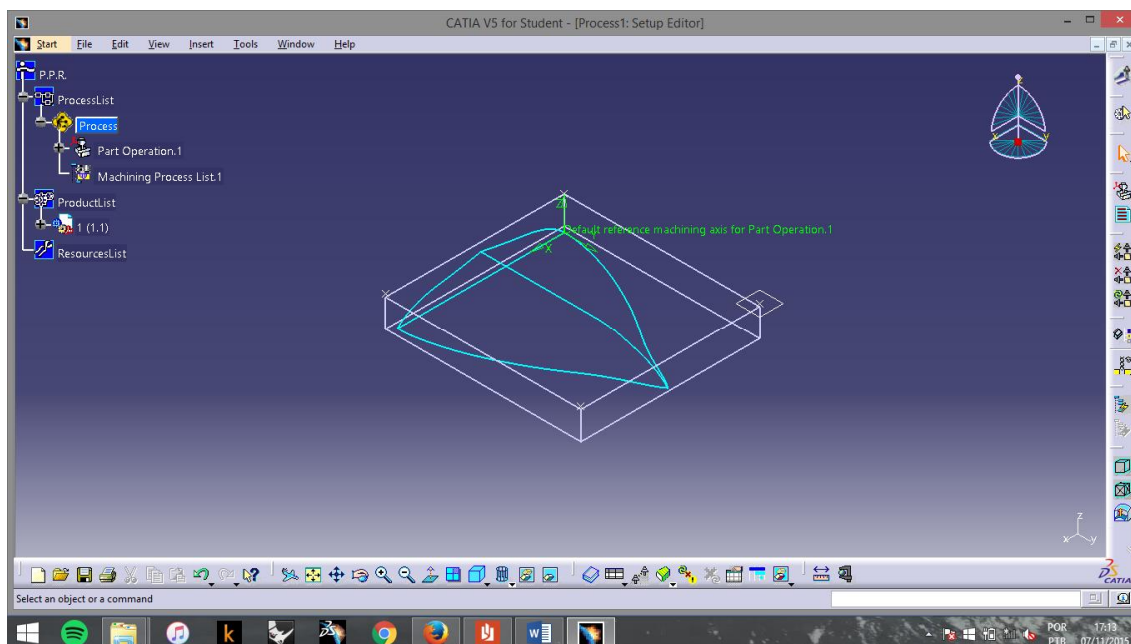 CATIA V5 for Student - [Process1: Setup Editor]
Start File Edit View Insert Tools Window Help
P.P.R.
ProcessList
Process
Part Operation.1
Machining Process List.1
ProductList
1 (1.1)
ResourcesList
Z
Default reference machining axis for Part Operation.1
X Y
z
x y
z
x y
CATIA
Select an object or a command
k W
POR 17:13
PTB 07/11/2015